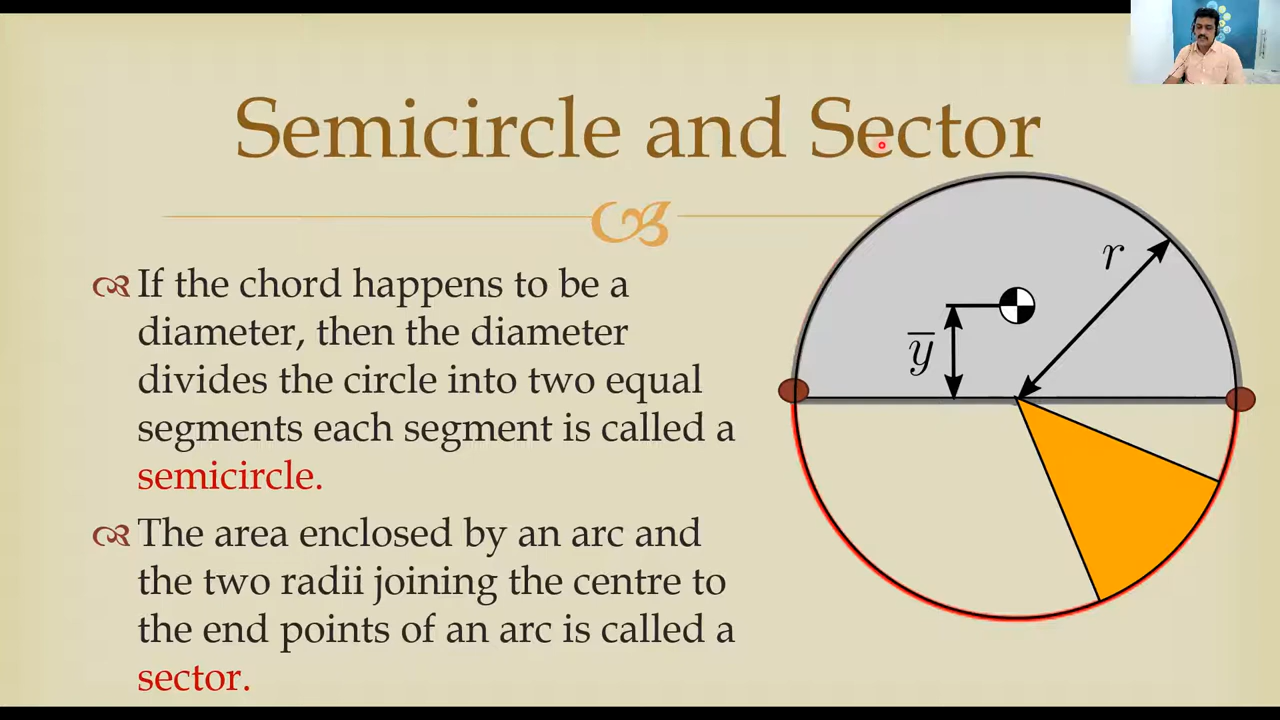 Semicircle and Sector
If the chord happens to be a
diameter, then the diameter
divides the circle into two equal
segments each segment is called a
semicircle.
The area enclosed by an arc and
the two radii joining the centre to
the end points of an arc is called a
sector.
r
y̅